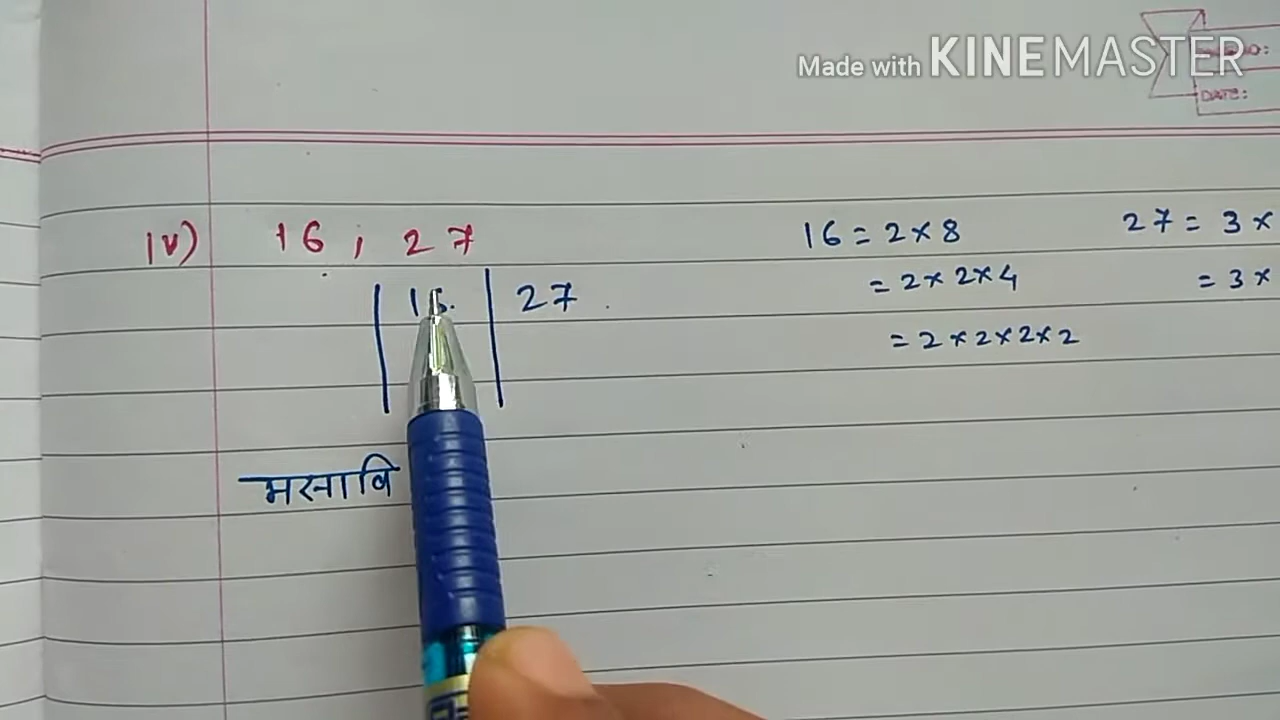 Made with KINEMASTER
DATE:
iv) 16, 27
16 = 2 × 8
= 2 × 2 × 4
= 2 × 2 × 2 × 2
27 = 3 ×
= 3 ×
16 27
मसावि